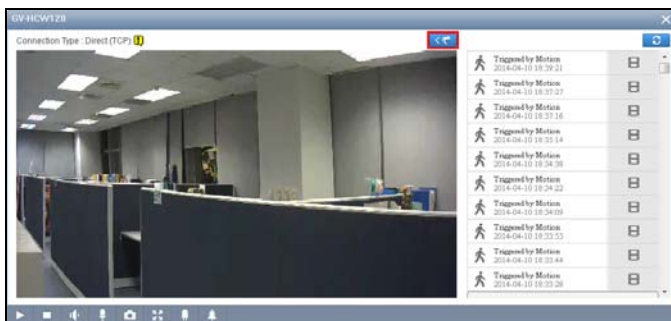 GV-HCW120
Connection Type : Direct (TCP)
Triggered by Motion
2014-04-10 18:39:21
Triggered by Motion
2014-04-10 18:37:27
Triggered by Motion
2014-04-10 18:37:16
Triggered by Motion
2014-04-10 18:35:14
Triggered by Motion
2014-04-10 18:34:38
Triggered by Motion
2014-04-10 18:34:22
Triggered by Motion
2014-04-10 18:34:09
Triggered by Motion
2014-04-10 18:33:55
Triggered by Motion
2014-04-10 18:33:44
Triggered by Motion
2014-04-10 18:33:28